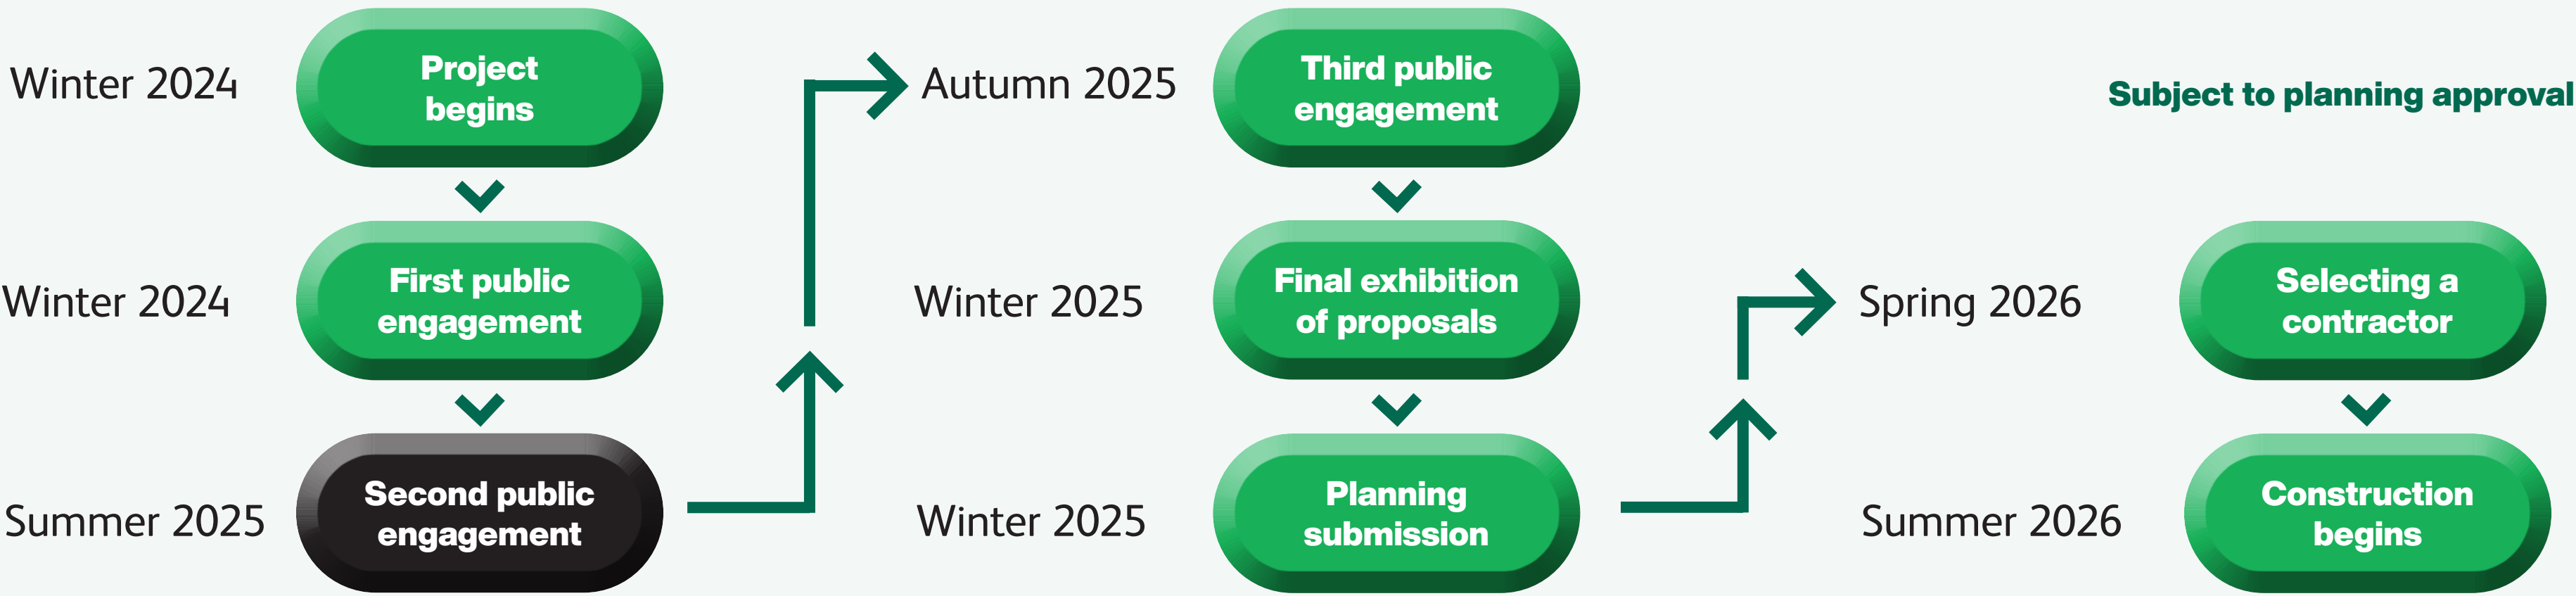 Winter 2024
Project
begins
Winter 2024
First public
engagement
Summer 2025
Second public
engagement
Autumn 2025
Third public
engagement
Winter 2025
Final exhibition
of proposals
Winter 2025
Planning
submission
Subject to planning approval
Spring 2026
Selecting a
contractor
Summer 2026
Construction
begins